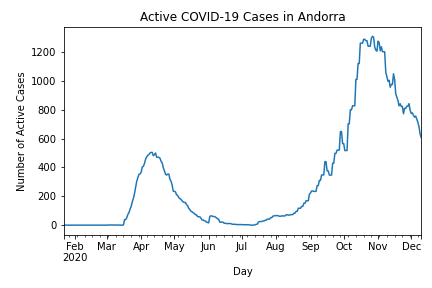 Active COVID-19 Cases in Andorra
Number of Active Cases
1200
1000
800
600
400
200
0
Feb Mar Apr May Jun Jul Aug Sep Oct Nov Dec
2020
Day